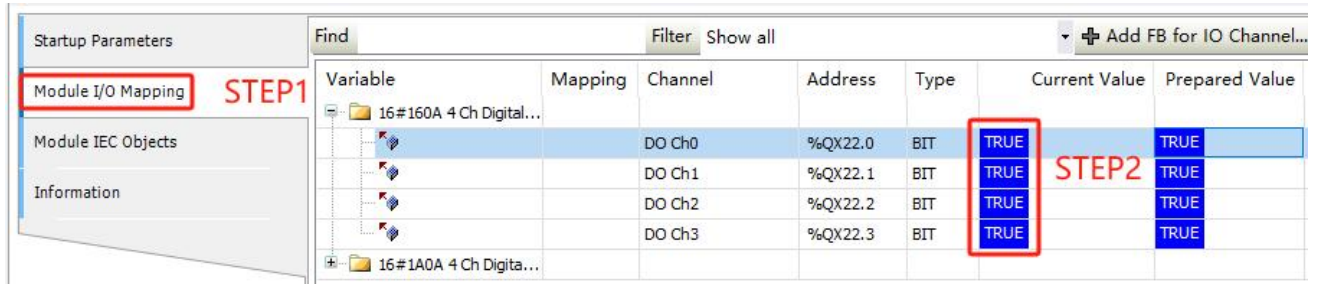 Startup Parameters
Module I/O Mapping
STEP1
Module IEC Objects
Information
Find Filter Show all Add FB for IO Channel...
Variable Mapping Channel Address Type Current Value Prepared Value
16#160A 4 Ch Digital...
DO Ch0 %QX22.0 BIT TRUE TRUE
DO Ch1 %QX22.1 BIT TRUE TRUE
STEP2
DO Ch2 %QX22.2 BIT TRUE TRUE
DO Ch3 %QX22.3 BIT TRUE TRUE
16#1A0A 4 Ch Digita...